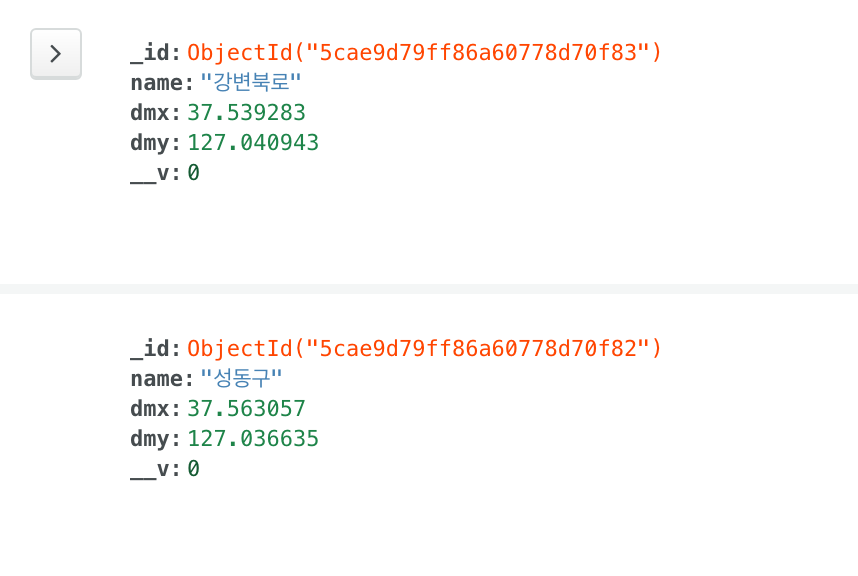 _id: ObjectId("5cae9d79ff86a60778d70f83")
name: "강변북로"
dmx: 37.539283
dmy: 127.040943
__v: 0
_id: ObjectId("5cae9d79ff86a60778d70f82")
name: "성동구"
dmx: 37.563057
dmy: 127.036635
__v: 0